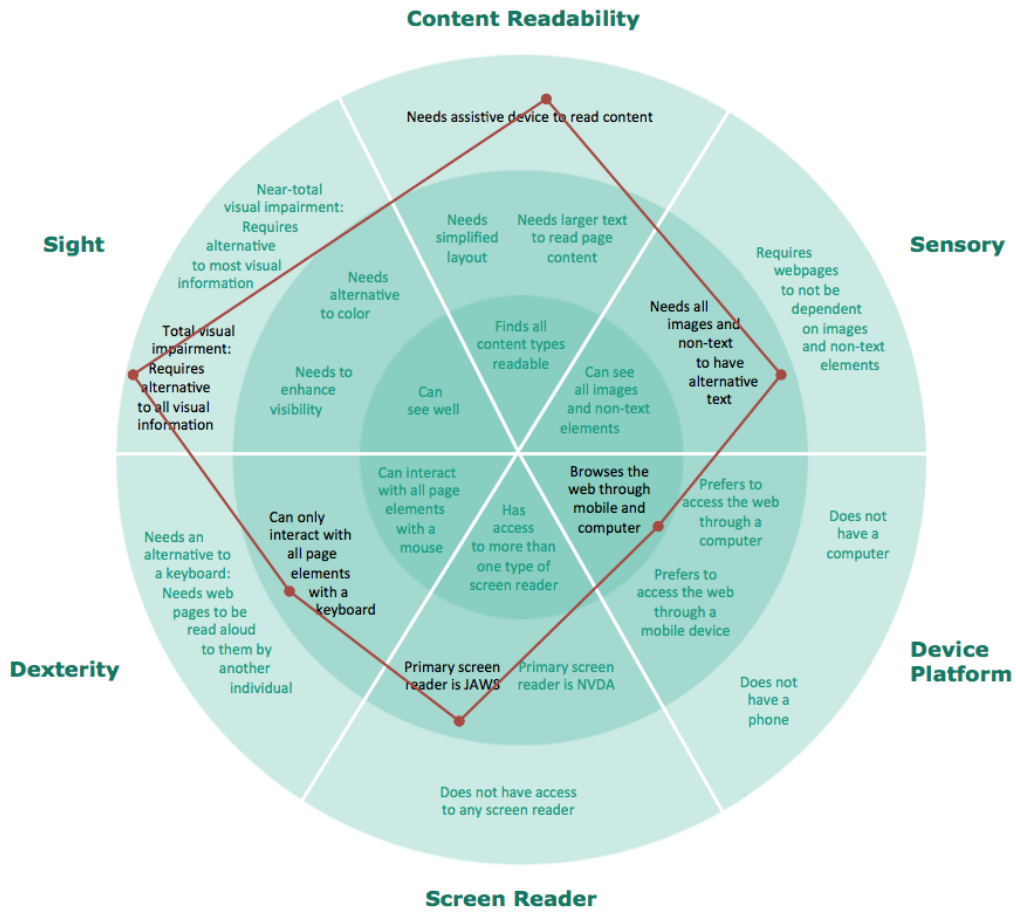 Content Readability
Needs assistive device to read content
Needs
simplified
layout
Needs larger text
to read page
content
Finds all
content types
readable
Sensory
Requires
webpages
to not be
dependent
on images
and non-text
elements
Needs all
images and
non-text
to have
alternative
text
Can see
all images
and non-text
elements
Device
Platform
Browses the
web through
mobile and
computer
Prefers to
access the web
through a
computer
Prefers to
access the web
through a
mobile device
Does not
have a
computer
Does not
have a
phone
Screen Reader
Has
access
to more than
one type of
screen reader
Primary screen
reader is JAWS
Primary screen
reader is NVDA
Does not have access
to any screen reader
Dexterity
Can interact
with all page
elements
with a
mouse
Can only
interact with
all page
elements
with a
keyboard
Needs an
alternative to
a keyboard:
Needs web
pages to be
read aloud
to them by
another
individual
Sight
Near-total
visual impairment:
Requires
alternative
to most visual
information
Total visual
impairment:
Requires
alternative
to all visual
information
Needs
alternative
to color
Needs to
enhance
visibility
Can
see well